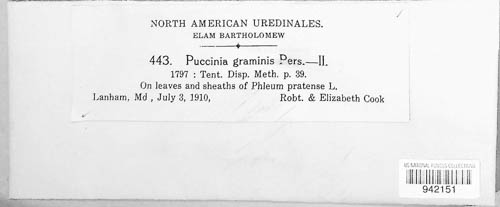 NORTH AMERICAN UREDINALES.
ELAM BARTHOLOMEW
443. Puccinia graminis Pers.—II.
1797 : Tent. Disp. Meth. p. 39.
On leaves and sheaths of Phleum pratense L.
Lanham, Md , July 3, 1910, Robt. & Elizabeth Cook
US NATIONAL FUNGUS COLLECTIONS
942151